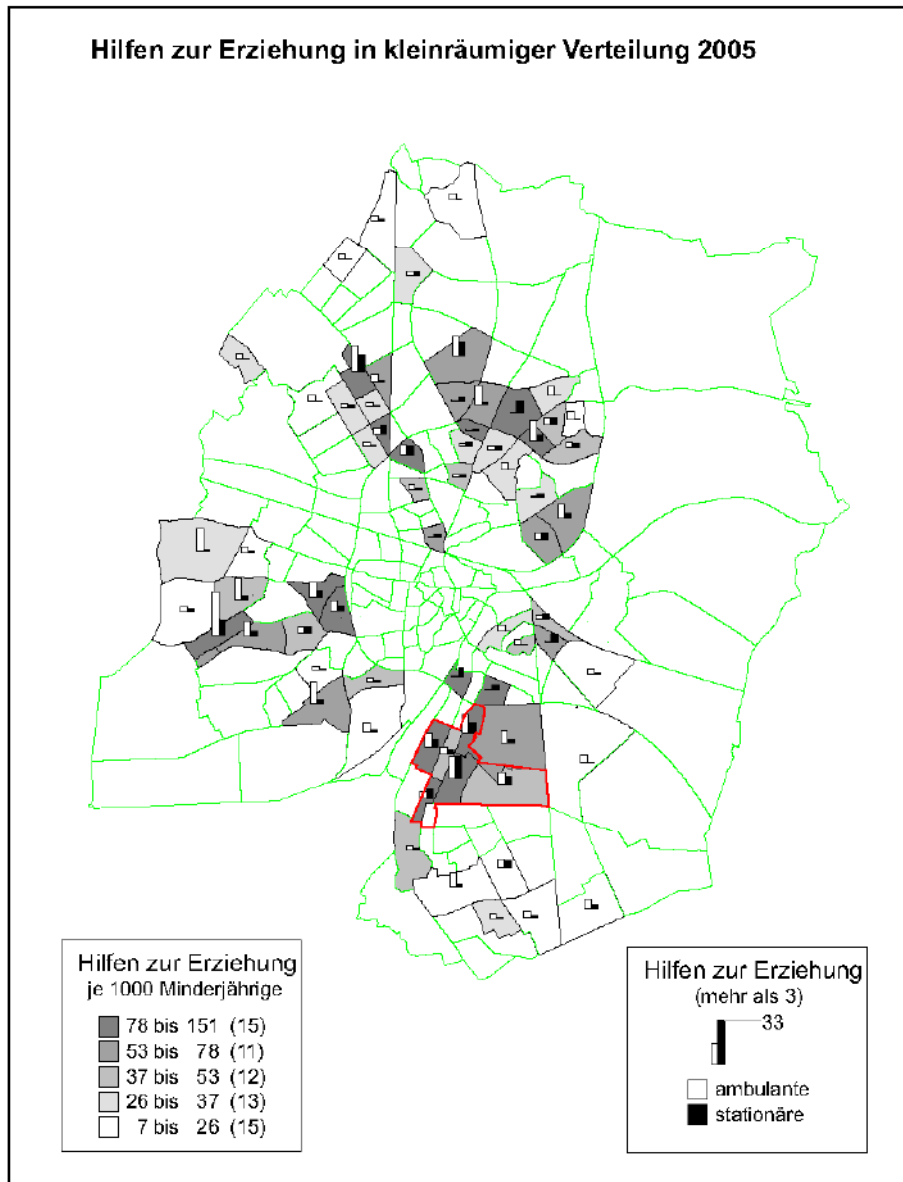 Hilfen zur Erziehung in kleinräumiger Verteilung 2005
Hilfen zur Erziehung
je 1000 Minderjährige
78 bis 151 (15)
53 bis 78 (11)
37 bis 53 (12)
26 bis 37 (13)
7 bis 26 (15)
Hilfen zur Erziehung
(mehr als 3)
33
ambulante
stationäre